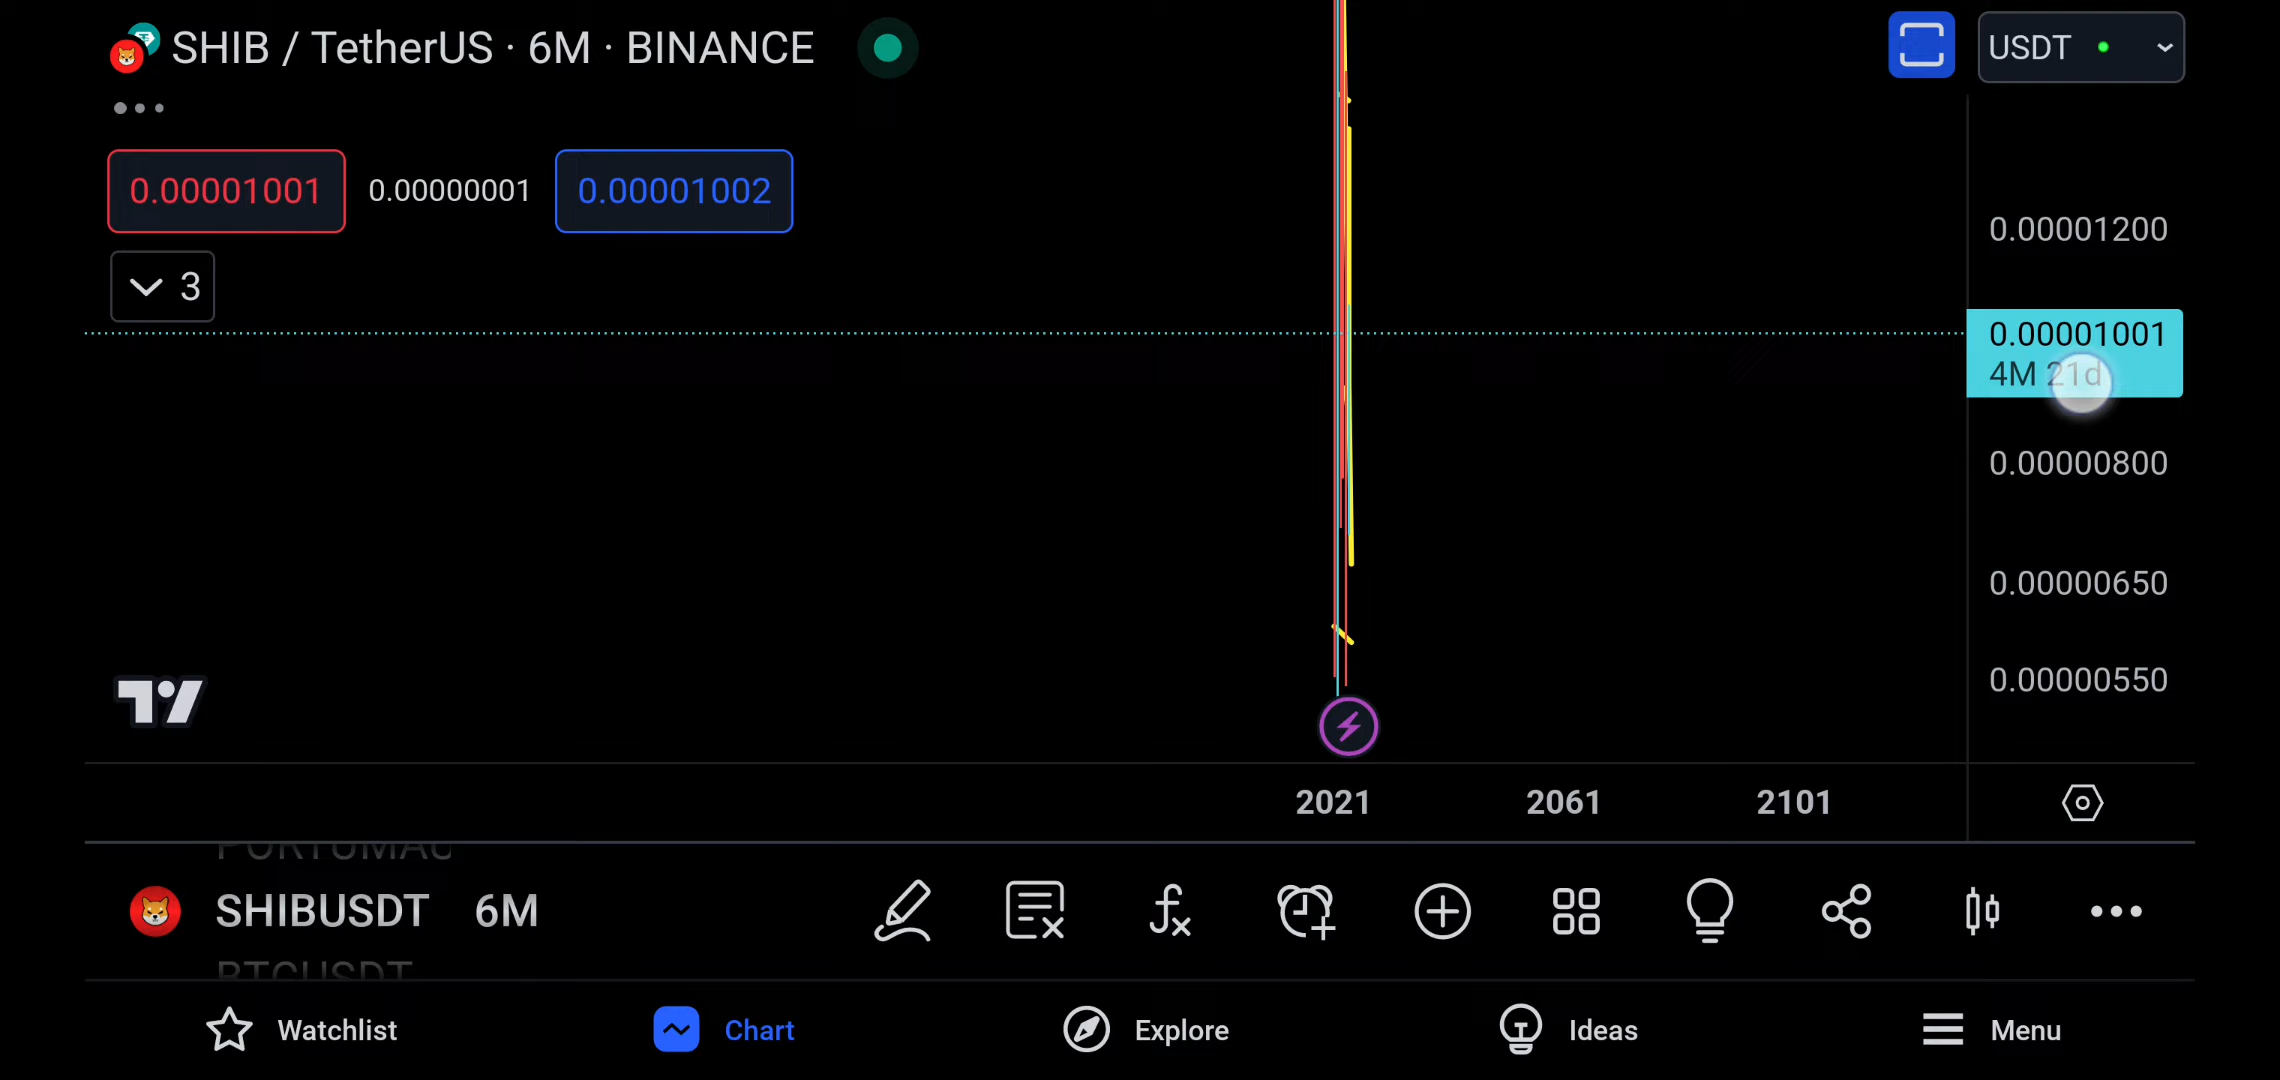 SHIB / TetherUS · 6M · BINANCE
USDT
0.00001001
0.00000001
0.00001002
3
0.00001200
0.00001001
4M 21d
0.00000800
0.00000650
0.00000550
2021
2061
2101
SHIBUSDT 6M
BTCUSDT
Watchlist
Chart
Explore
Ideas
Menu